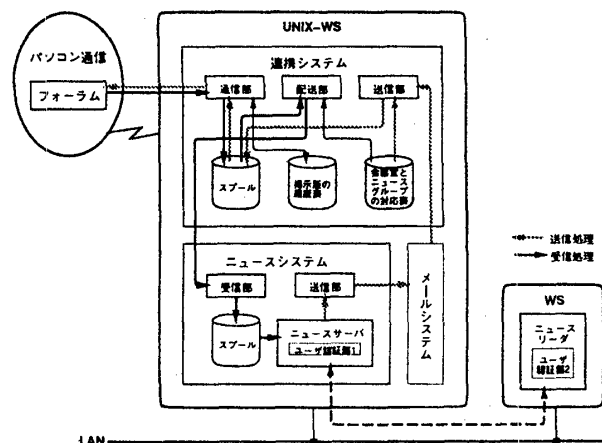 UNIX-WS
パソコン通信
フォーラム
連携システム
通信部
配送部
送信部
スプール
掲示版の
会議室と
ニュース
グループ
の対応表
送信処理
受信処理
ニュースシステム
受信部
送信部
スプール
ニュースサーバ
ユーザ認証部1
メールシステム
WS
ニュース
リーダ
ユーザ
認証部2
LAN